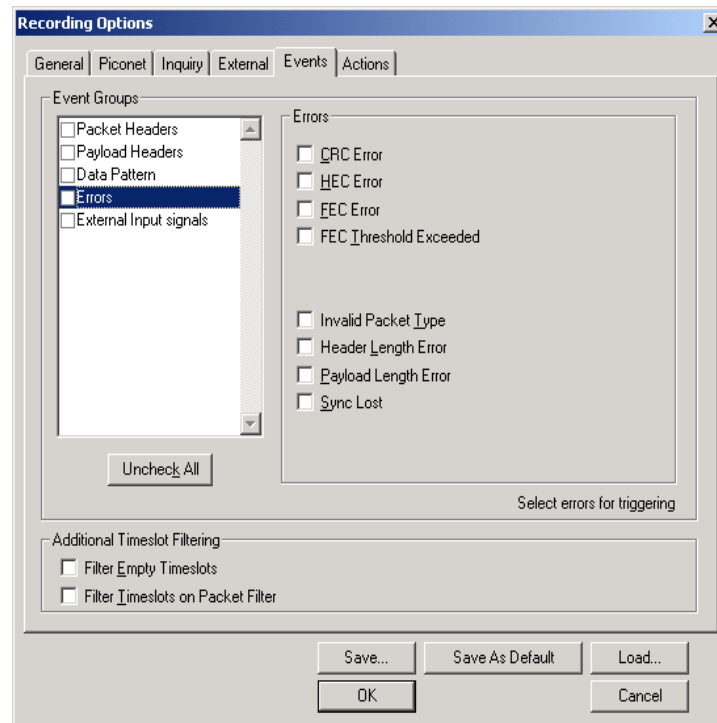 Recording Options
General Piconet Inquiry External Events Actions
Event Groups
Packet Headers
Payload Headers
Data Pattern
Errors
External Input signals
Uncheck All
Errors
CRC Error
HEC Error
FEC Error
FEC Threshold Exceeded
Invalid Packet Type
Header Length Error
Payload Length Error
Sync Lost
Select errors for triggering
Additional Timeslot Filtering
Filter Empty Timeslots
Filter Timeslots on Packet Filter
Save... Save As Default Load...
OK Cancel